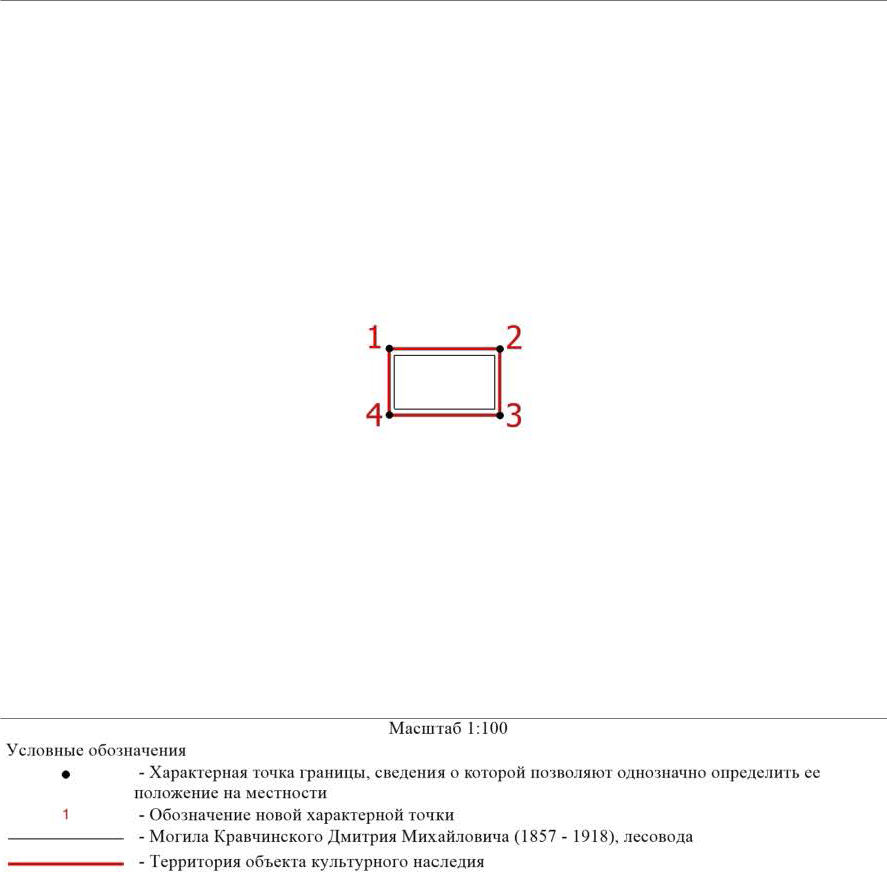 1 2
4 3
Масштаб 1:100
Условные обозначения
- Характерная точка границы, сведения о которой позволяют однозначно определить ее
положение на местности
1 - Обозначение новой характерной точки
- Могила Кравчинского Дмитрия Михайловича (1857 - 1918), лесовода
- Территория объекта культурного наследия